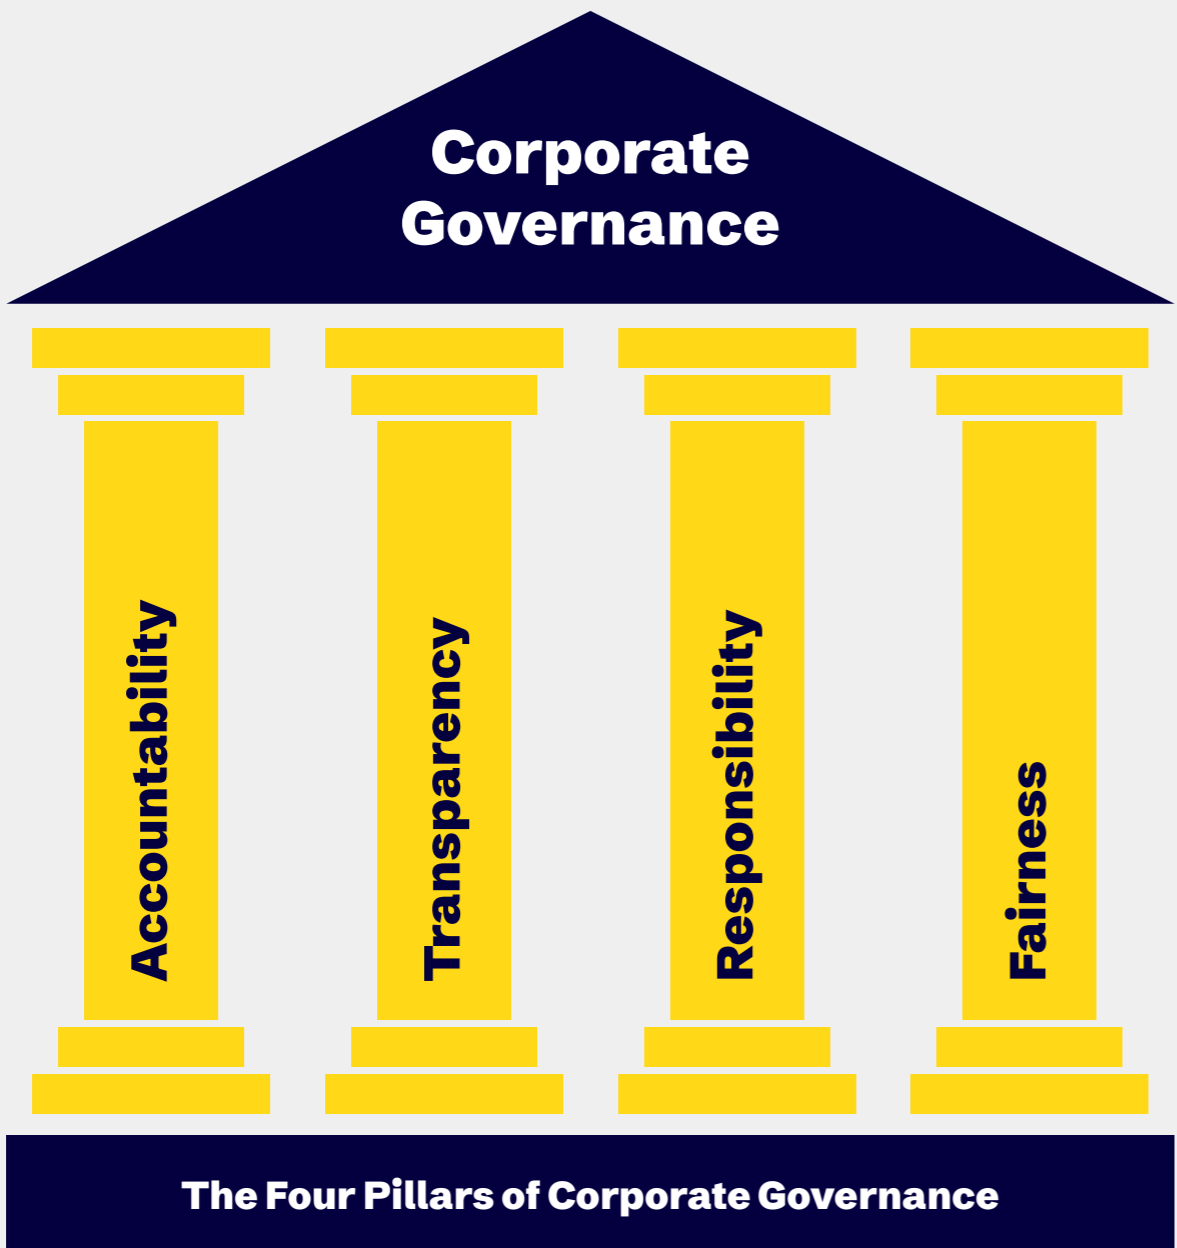 Corporate
Governance
Accountability
Transparency
Responsibility
Fairness
The Four Pillars of Corporate Governance